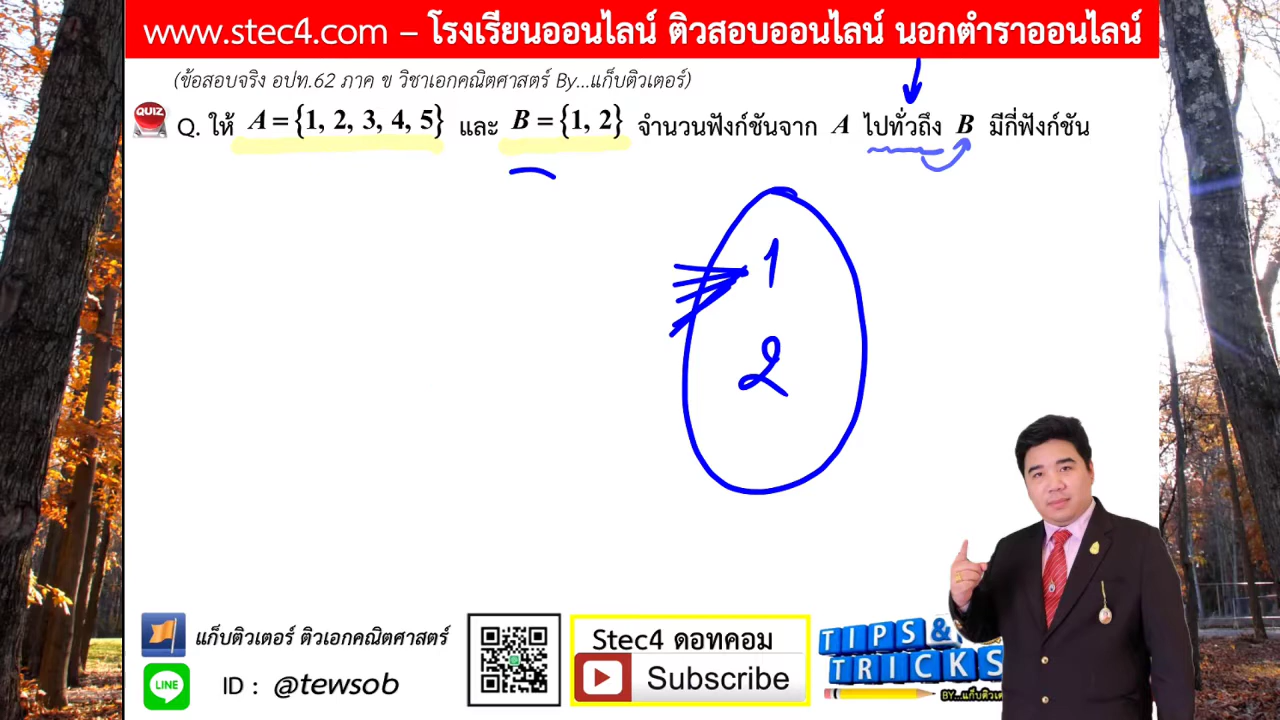 www.stec4.com – โรงเรียนออนไลน์ ติวสอบออนไลน์ นอกตำราออนไลน์
(ข้อสอบจริง อปท.62 ภาค ข วิชาเอกคณิตศาสตร์ By...แก็บติวเตอร์)
QUIZ
Q. ให้ A = {1, 2, 3, 4, 5} และ B = {1, 2} จำนวนฟังก์ชันจาก A ไปทั่วถึง B มีกี่ฟังก์ชัน
1
2
แก็บติวเตอร์ ติวเอกคณิตศาสตร์
LINE
ID : @tewsob
Stec4 ดอทคอม
Subscribe
TIPS &
TRICKS